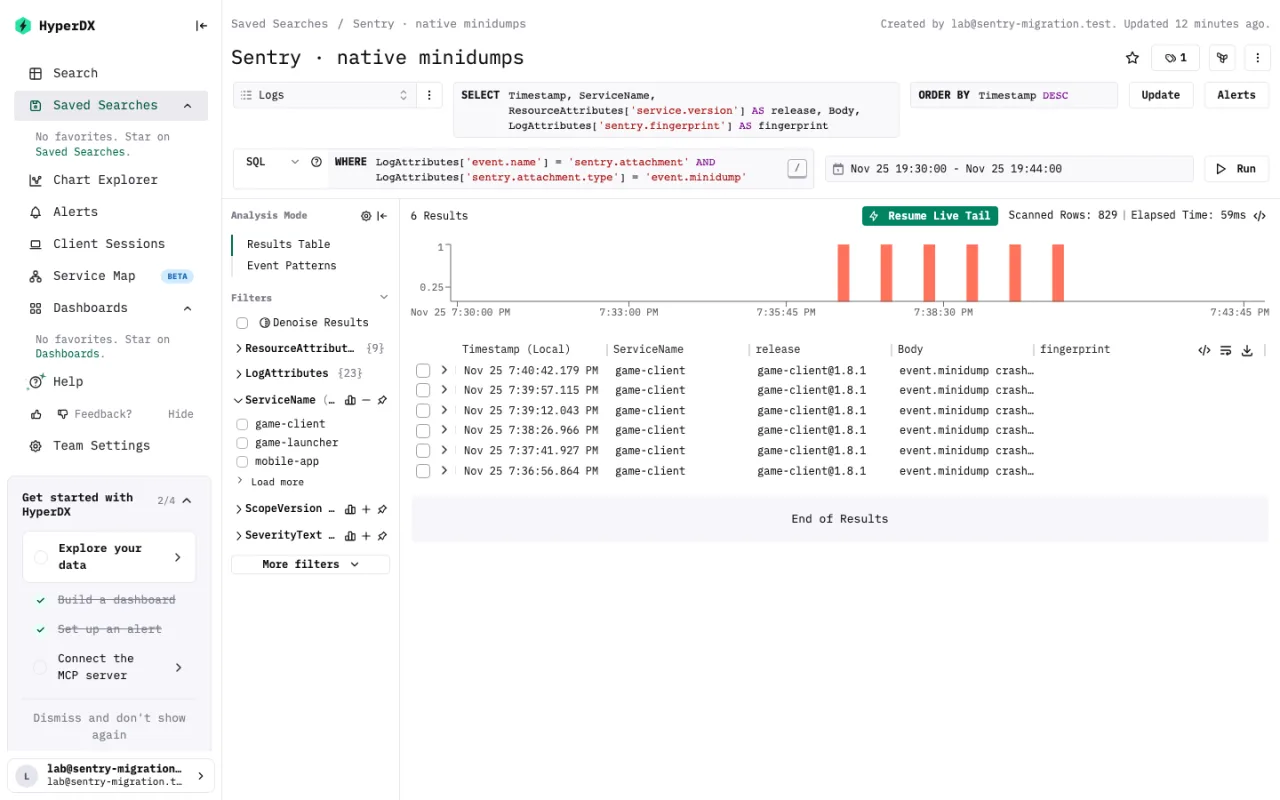 HyperDX
Search
Saved Searches
No favorites. Star on
Saved Searches.
Chart Explorer
Alerts
Client Sessions
Service Map BETA
Dashboards
No favorites. Star on
Dashboards.
Help
Feedback? Hide
Team Settings
Get started with
HyperDX
2/4
Explore your
data
Build a dashboard
Set up an alert
Connect the
MCP server
Dismiss and don't show
again
L
lab@sentry-migration…
lab@sentry-migration.t…
Saved Searches / Sentry · native minidumps
Created by lab@sentry-migration.test. Updated 12 minutes ago.
Sentry · native minidumps
1
Logs
SELECT Timestamp, ServiceName,
ResourceAttributes['service.version'] AS release, Body,
LogAttributes['sentry.fingerprint'] AS fingerprint
ORDER BY Timestamp DESC
Update
Alerts
SQL
WHERE LogAttributes['event.name'] = 'sentry.attachment' AND
LogAttributes['sentry.attachment.type'] = 'event.minidump'
/
Nov 25 19:30:00 - Nov 25 19:44:00
Run
Analysis Mode
Results Table
Event Patterns
Filters
Denoise Results
ResourceAttribut… {9}
LogAttributes {23}
ServiceName (…
game-client
game-launcher
mobile-app
Load more
ScopeVersion …
SeverityText …
More filters
6 Results
Resume Live Tail
Scanned Rows: 829 | Elapsed Time: 59ms
1
0.25
Nov 25 7:30:00 PM 7:33:00 PM 7:35:45 PM 7:38:30 PM 7:43:45 PM
Timestamp (Local) ServiceName release Body fingerprint
Nov 25 7:40:42.179 PM game-client game-client@1.8.1 event.minidump crash…
Nov 25 7:39:57.115 PM game-client game-client@1.8.1 event.minidump crash…
Nov 25 7:39:12.043 PM game-client game-client@1.8.1 event.minidump crash…
Nov 25 7:38:26.966 PM game-client game-client@1.8.1 event.minidump crash…
Nov 25 7:37:41.927 PM game-client game-client@1.8.1 event.minidump crash…
Nov 25 7:36:56.864 PM game-client game-client@1.8.1 event.minidump crash…
End of Results